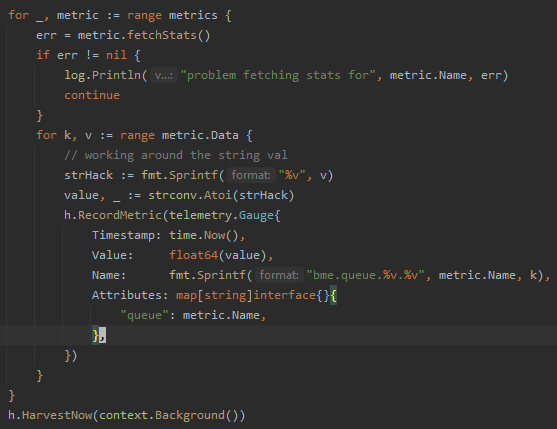 for _, metric := range metrics {
    err = metric.fetchStats()
    if err != nil {
        log.Println( v...: "problem fetching stats for", metric.Name, err)
        continue
    }
    for k, v := range metric.Data {
        // working around the string val
        strHack := fmt.Sprintf( format: "%v", v)
        value, _ := strconv.Atoi(strHack)
        h.RecordMetric(telemetry.Gauge{
            Timestamp: time.Now(),
            Value:     float64(value),
            Name:      fmt.Sprintf( format: "bme.queue.%v.%v", metric.Name, k),
            Attributes: map[string]interface{}{
                "queue": metric.Name,
            },
        })
    }
}
h.HarvestNow(context.Background())